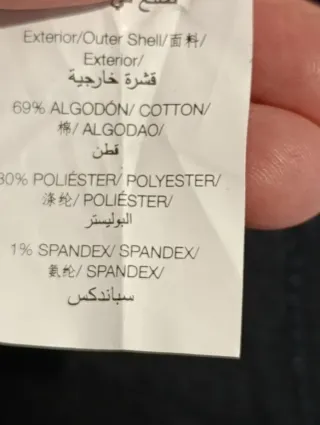 Exterior/Outer Shell/面料/
Exterior/
قشرة خارجية
69% ALGODÓN/ COTTON/
棉/ ALGODAO/
قطن
30% POLIÉSTER/ POLYESTER/
涤纶/ POLIÉSTER/
البوليستر
1% SPANDEX/ SPANDEX/
氨纶/ SPANDEX/
سباندكس